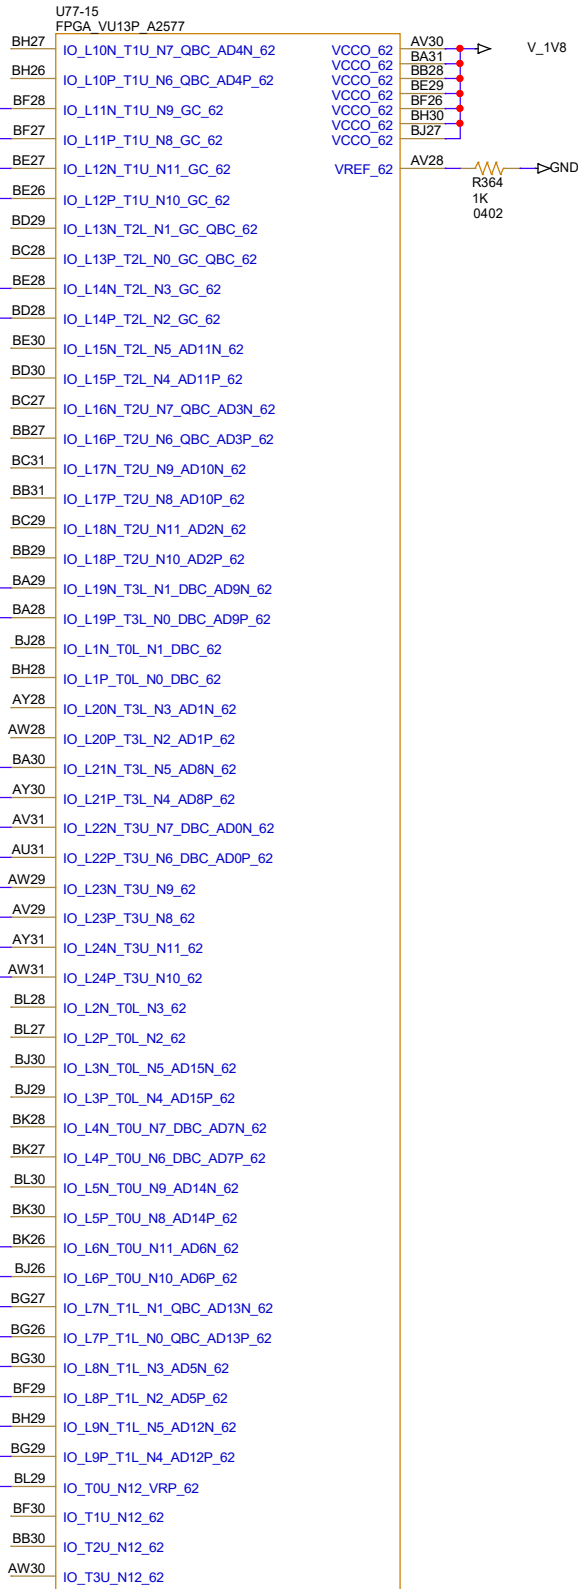 U77-15
FPGA_VU13P_A2577
BH27 IO_L10N_T1U_N7_QBC_AD4N_62 VCCO_62 AV30 V_1V8
VCCO_62 BA31
BH26 IO_L10P_T1U_N6_QBC_AD4P_62 VCCO_62 BB28
VCCO_62 BE29
BF28 IO_L11N_T1U_N9_GC_62 VCCO_62 BF26
VCCO_62 BH30
BF27 IO_L11P_T1U_N8_GC_62 VCCO_62 BJ27
BE27 IO_L12N_T1U_N11_GC_62 VREF_62 AV28 GND
R364
1K
0402
BE26 IO_L12P_T1U_N10_GC_62
BD29 IO_L13N_T2L_N1_GC_QBC_62
BC28 IO_L13P_T2L_N0_GC_QBC_62
BE28 IO_L14N_T2L_N3_GC_62
BD28 IO_L14P_T2L_N2_GC_62
BE30 IO_L15N_T2L_N5_AD11N_62
BD30 IO_L15P_T2L_N4_AD11P_62
BC27 IO_L16N_T2U_N7_QBC_AD3N_62
BB27 IO_L16P_T2U_N6_QBC_AD3P_62
BC31 IO_L17N_T2U_N9_AD10N_62
BB31 IO_L17P_T2U_N8_AD10P_62
BC29 IO_L18N_T2U_N11_AD2N_62
BB29 IO_L18P_T2U_N10_AD2P_62
BA29 IO_L19N_T3L_N1_DBC_AD9N_62
BA28 IO_L19P_T3L_N0_DBC_AD9P_62
BJ28 IO_L1N_T0L_N1_DBC_62
BH28 IO_L1P_T0L_N0_DBC_62
AY28 IO_L20N_T3L_N3_AD1N_62
AW28 IO_L20P_T3L_N2_AD1P_62
BA30 IO_L21N_T3L_N5_AD8N_62
AY30 IO_L21P_T3L_N4_AD8P_62
AV31 IO_L22N_T3U_N7_DBC_AD0N_62
AU31 IO_L22P_T3U_N6_DBC_AD0P_62
AW29 IO_L23N_T3U_N9_62
AV29 IO_L23P_T3U_N8_62
AY31 IO_L24N_T3U_N11_62
AW31 IO_L24P_T3U_N10_62
BL28 IO_L2N_T0L_N3_62
BL27 IO_L2P_T0L_N2_62
BJ30 IO_L3N_T0L_N5_AD15N_62
BJ29 IO_L3P_T0L_N4_AD15P_62
BK28 IO_L4N_T0U_N7_DBC_AD7N_62
BK27 IO_L4P_T0U_N6_DBC_AD7P_62
BL30 IO_L5N_T0U_N9_AD14N_62
BK30 IO_L5P_T0U_N8_AD14P_62
BK26 IO_L6N_T0U_N11_AD6N_62
BJ26 IO_L6P_T0U_N10_AD6P_62
BG27 IO_L7N_T1L_N1_QBC_AD13N_62
BG26 IO_L7P_T1L_N0_QBC_AD13P_62
BG30 IO_L8N_T1L_N3_AD5N_62
BF29 IO_L8P_T1L_N2_AD5P_62
BH29 IO_L9N_T1L_N5_AD12N_62
BG29 IO_L9P_T1L_N4_AD12P_62
BL29 IO_T0U_N12_VRP_62
BF30 IO_T1U_N12_62
BB30 IO_T2U_N12_62
AW30 IO_T3U_N12_62